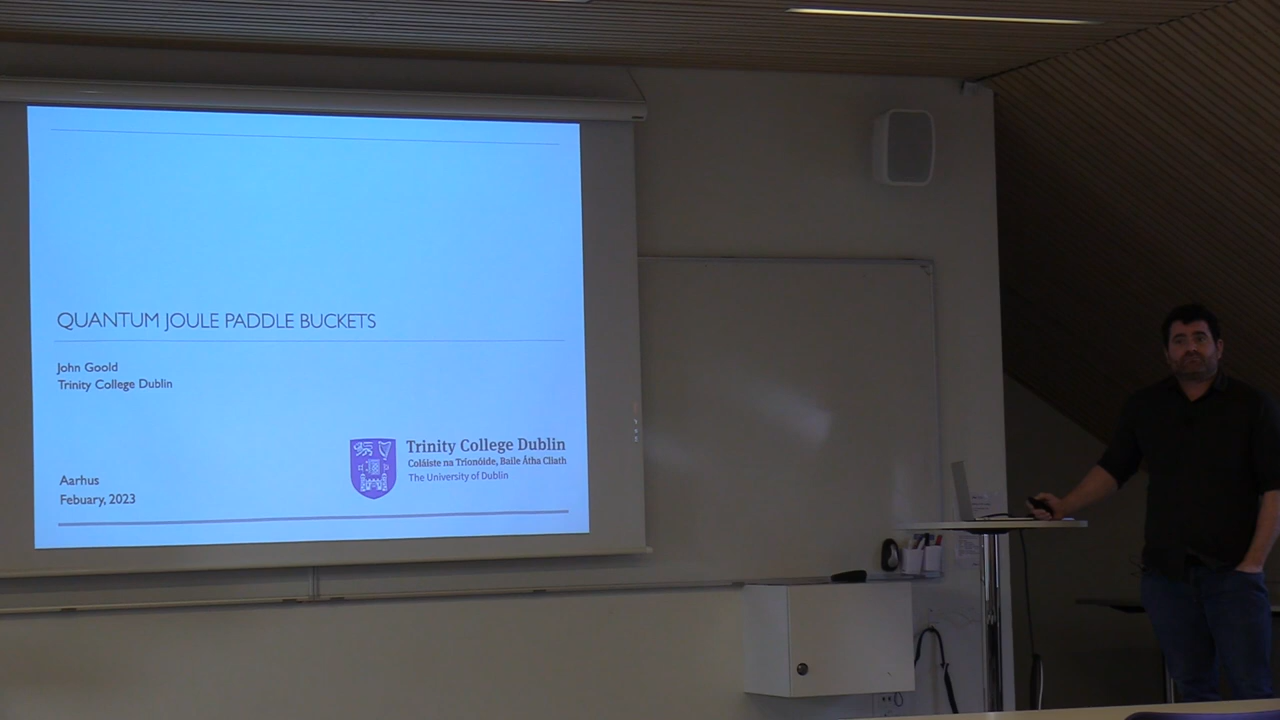 QUANTUM JOULE PADDLE BUCKETS
John Goold
Trinity College Dublin
Trinity College Dublin
Coláiste na Tríonóide, Baile Átha Cliath
The University of Dublin
Aarhus
Febuary, 2023